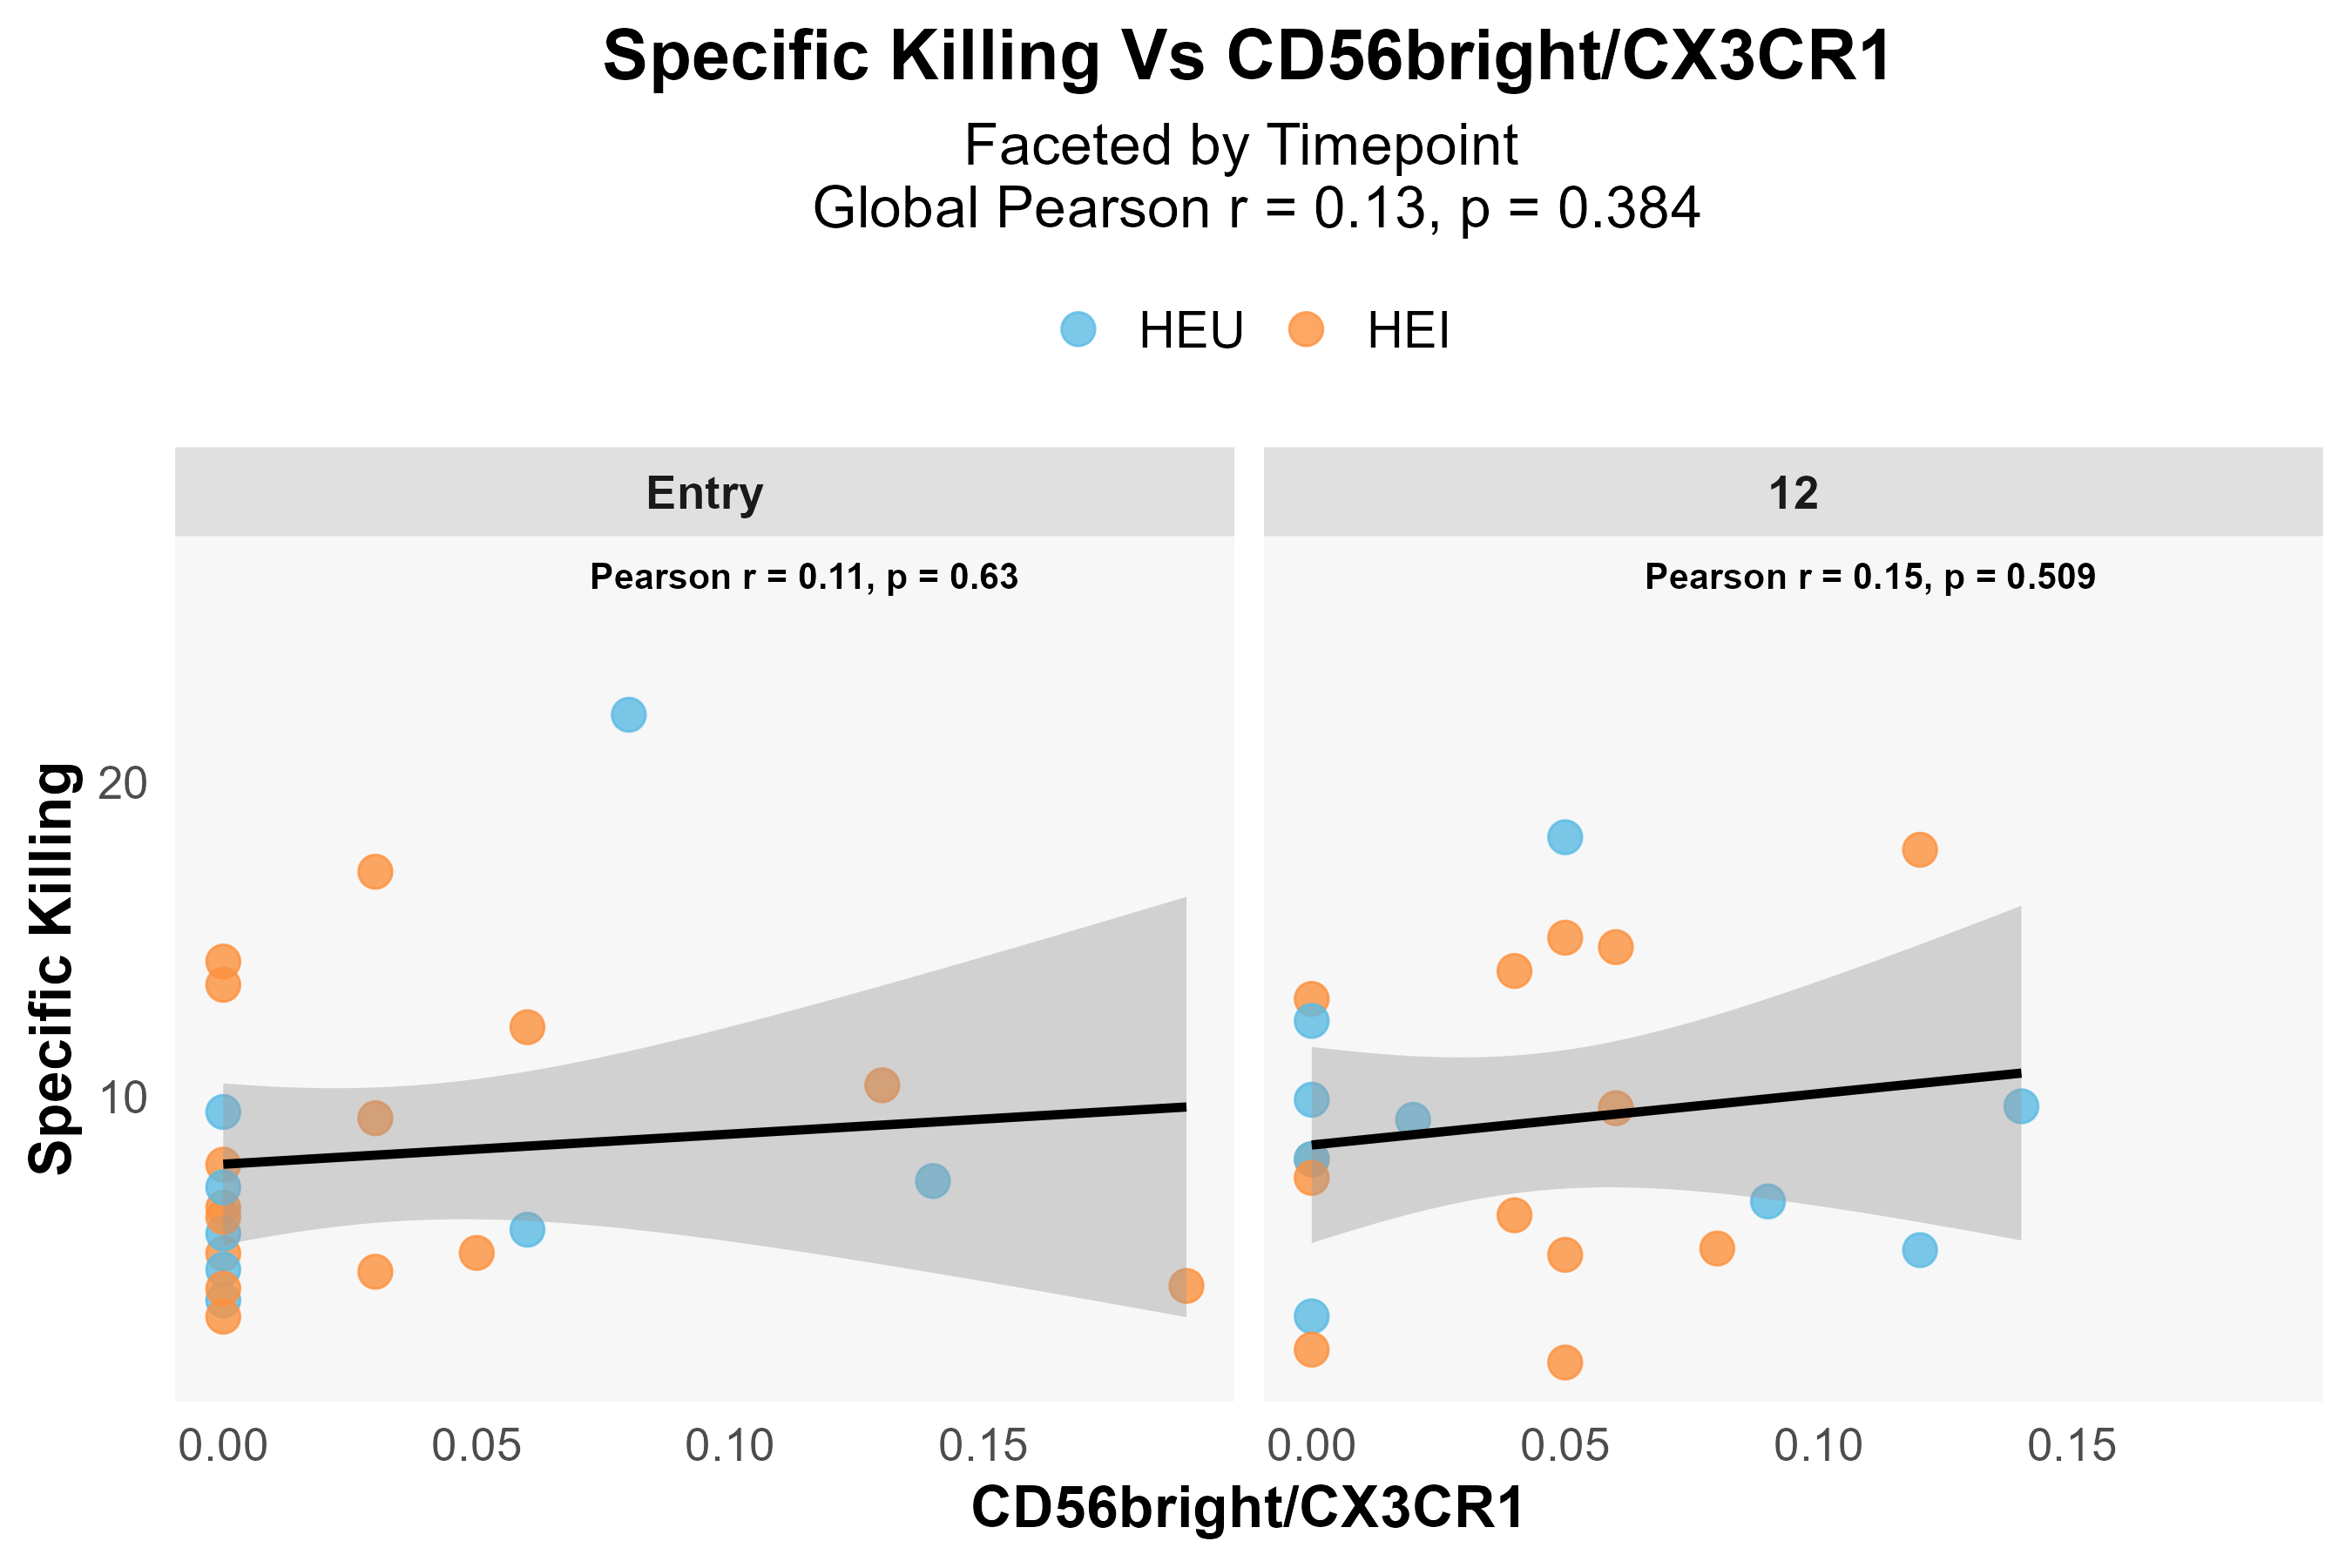 Specific Killing Vs CD56bright/CX3CR1
Faceted by Timepoint
Global Pearson r = 0.13, p = 0.384
HEU
HEI
Entry
12
Pearson r = 0.11, p = 0.63
Pearson r = 0.15, p = 0.509
Specific Killing
20
10
0.00 0.05 0.10 0.15
0.00 0.05 0.10 0.15
CD56bright/CX3CR1